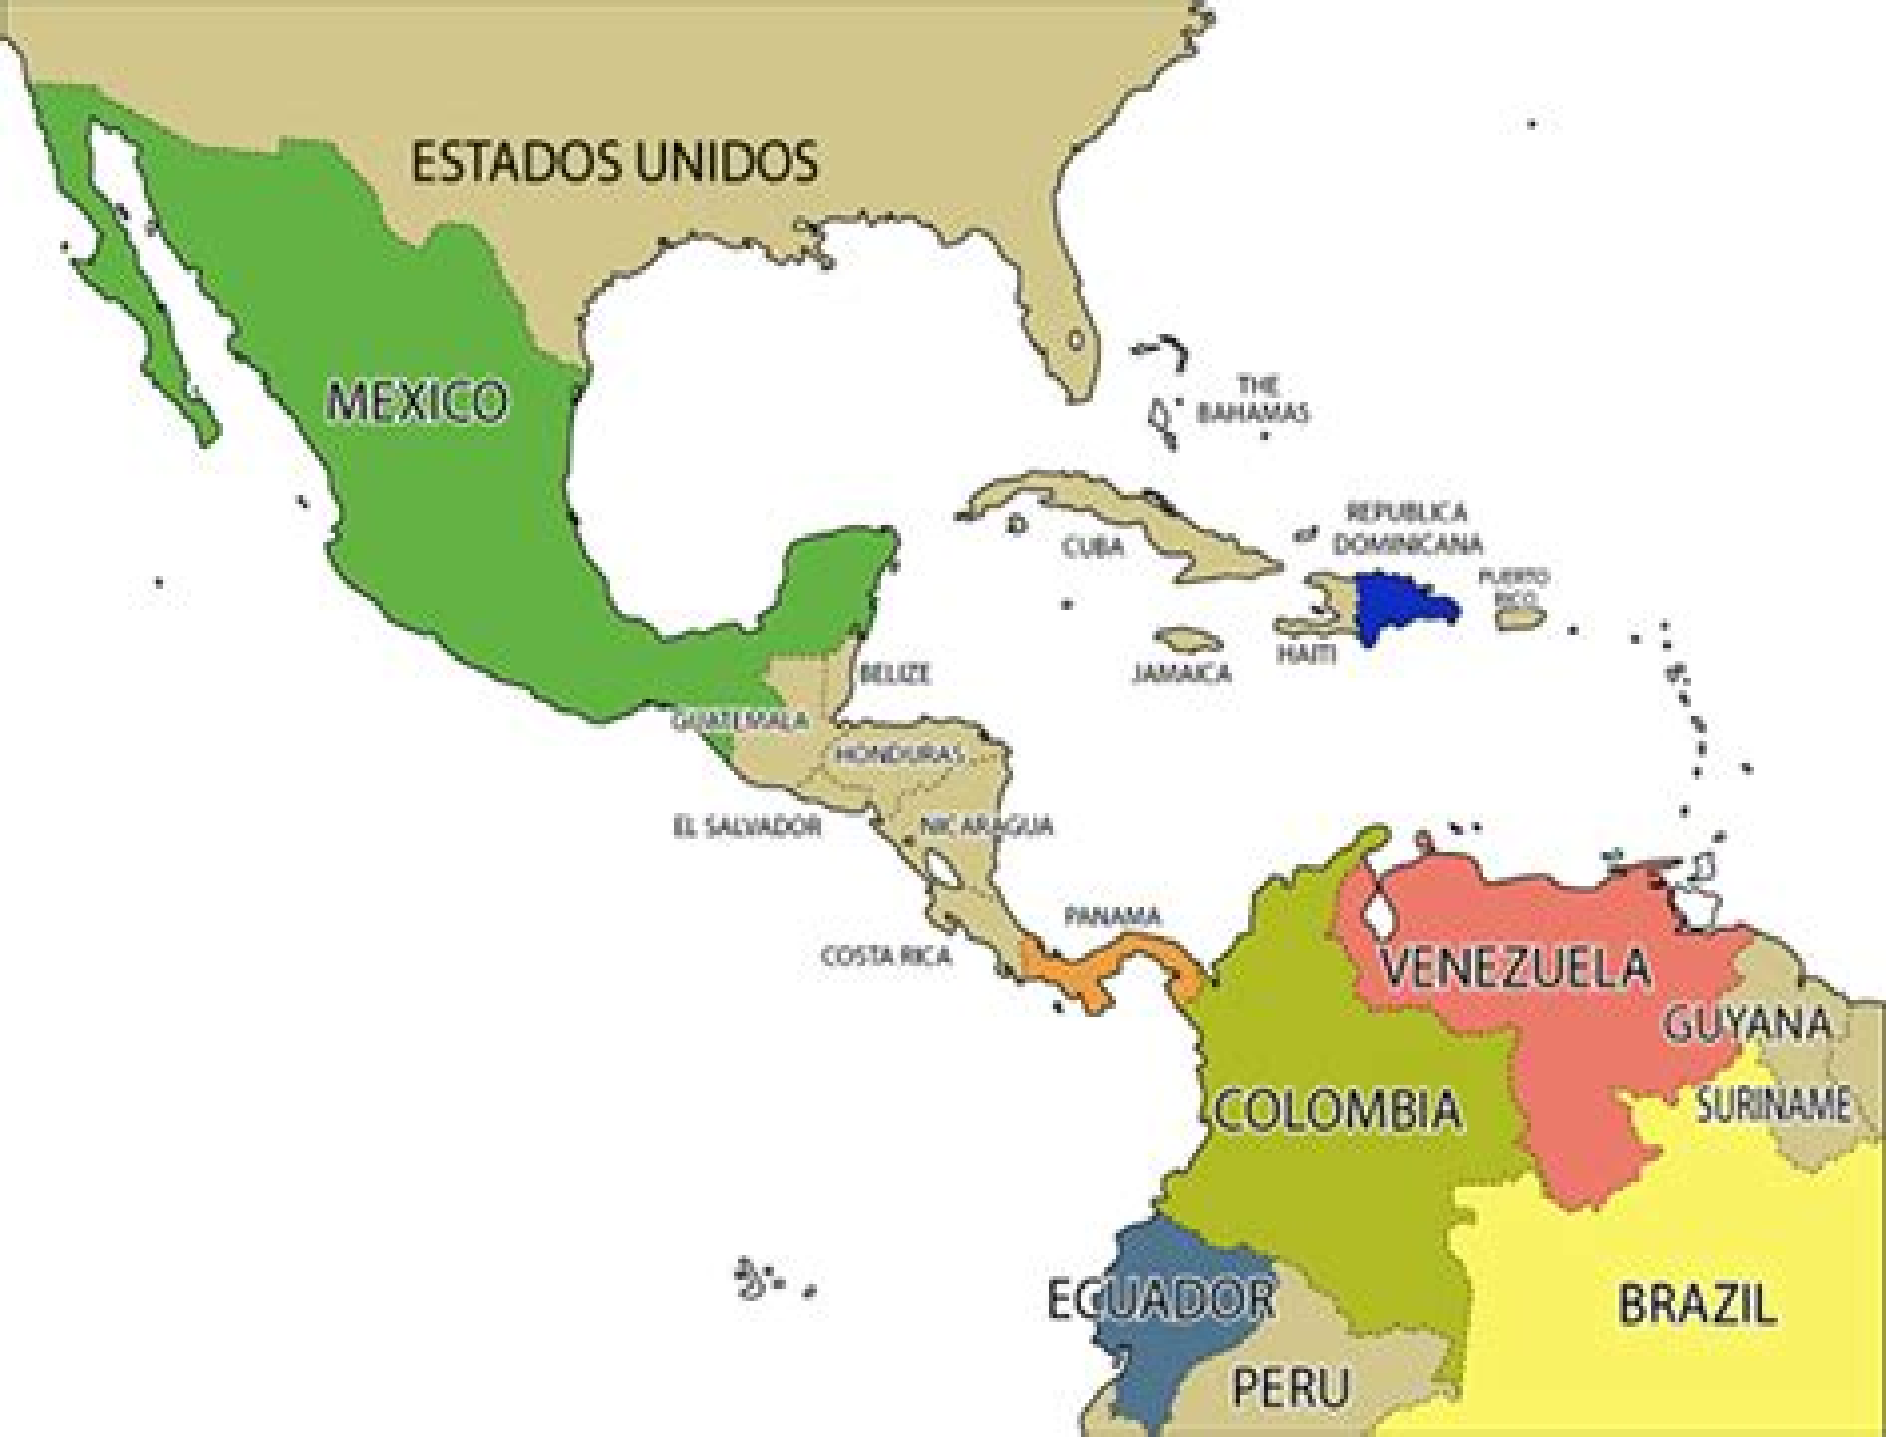 ESTADOS UNIDOS
MEXICO
THE
BAHAMAS
REPUBLICA
DOMINICANA
CUBA
PUERTO
RICO
HAITI
JAMAICA
BELIZE
GUATEMALA
HONDURAS
EL SALVADOR
NICARAGUA
PANAMA
COSTA RICA
VENEZUELA
GUYANA
COLOMBIA
SURINAME
ECUADOR
BRAZIL
PERU